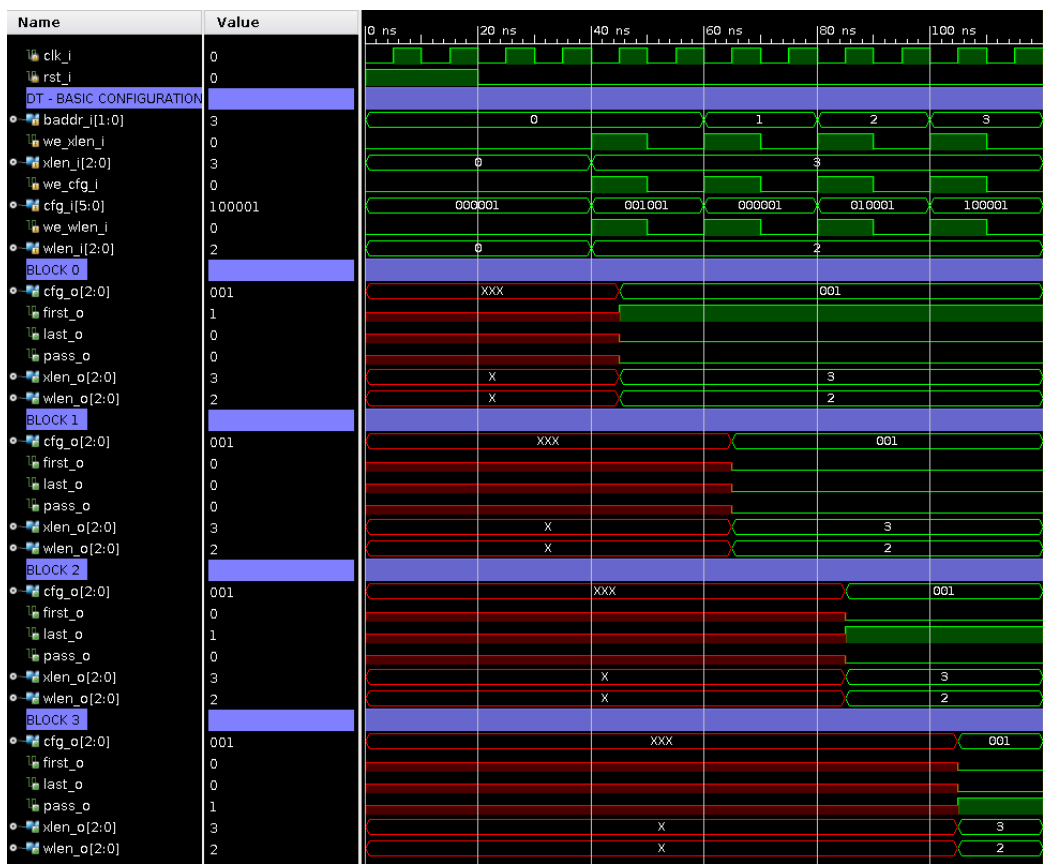 Name Value
0 ns 20 ns 40 ns 60 ns 80 ns 100 ns
clk_i 0
rst_i 0
DT - BASIC CONFIGURATION
baddr_i[1:0] 3 0 1 2 3
we_xlen_i 0
xlen_i[2:0] 3 0 3
we_cfg_i 0
cfg_i[5:0] 100001 000001 001001 000001 010001 100001
we_wlen_i 0
wlen_i[2:0] 2 0 2
BLOCK 0
cfg_o[2:0] 001 XXX 001
first_o 1
last_o 0
pass_o 0
xlen_o[2:0] 3 X 3
wlen_o[2:0] 2 X 2
BLOCK 1
cfg_o[2:0] 001 XXX 001
first_o 0
last_o 0
pass_o 0
xlen_o[2:0] 3 X 3
wlen_o[2:0] 2 X 2
BLOCK 2
cfg_o[2:0] 001 XXX 001
first_o 0
last_o 1
pass_o 0
xlen_o[2:0] 3 X 3
wlen_o[2:0] 2 X 2
BLOCK 3
cfg_o[2:0] 001 XXX 001
first_o 0
last_o 0
pass_o 1
xlen_o[2:0] 3 X 3
wlen_o[2:0] 2 X 2